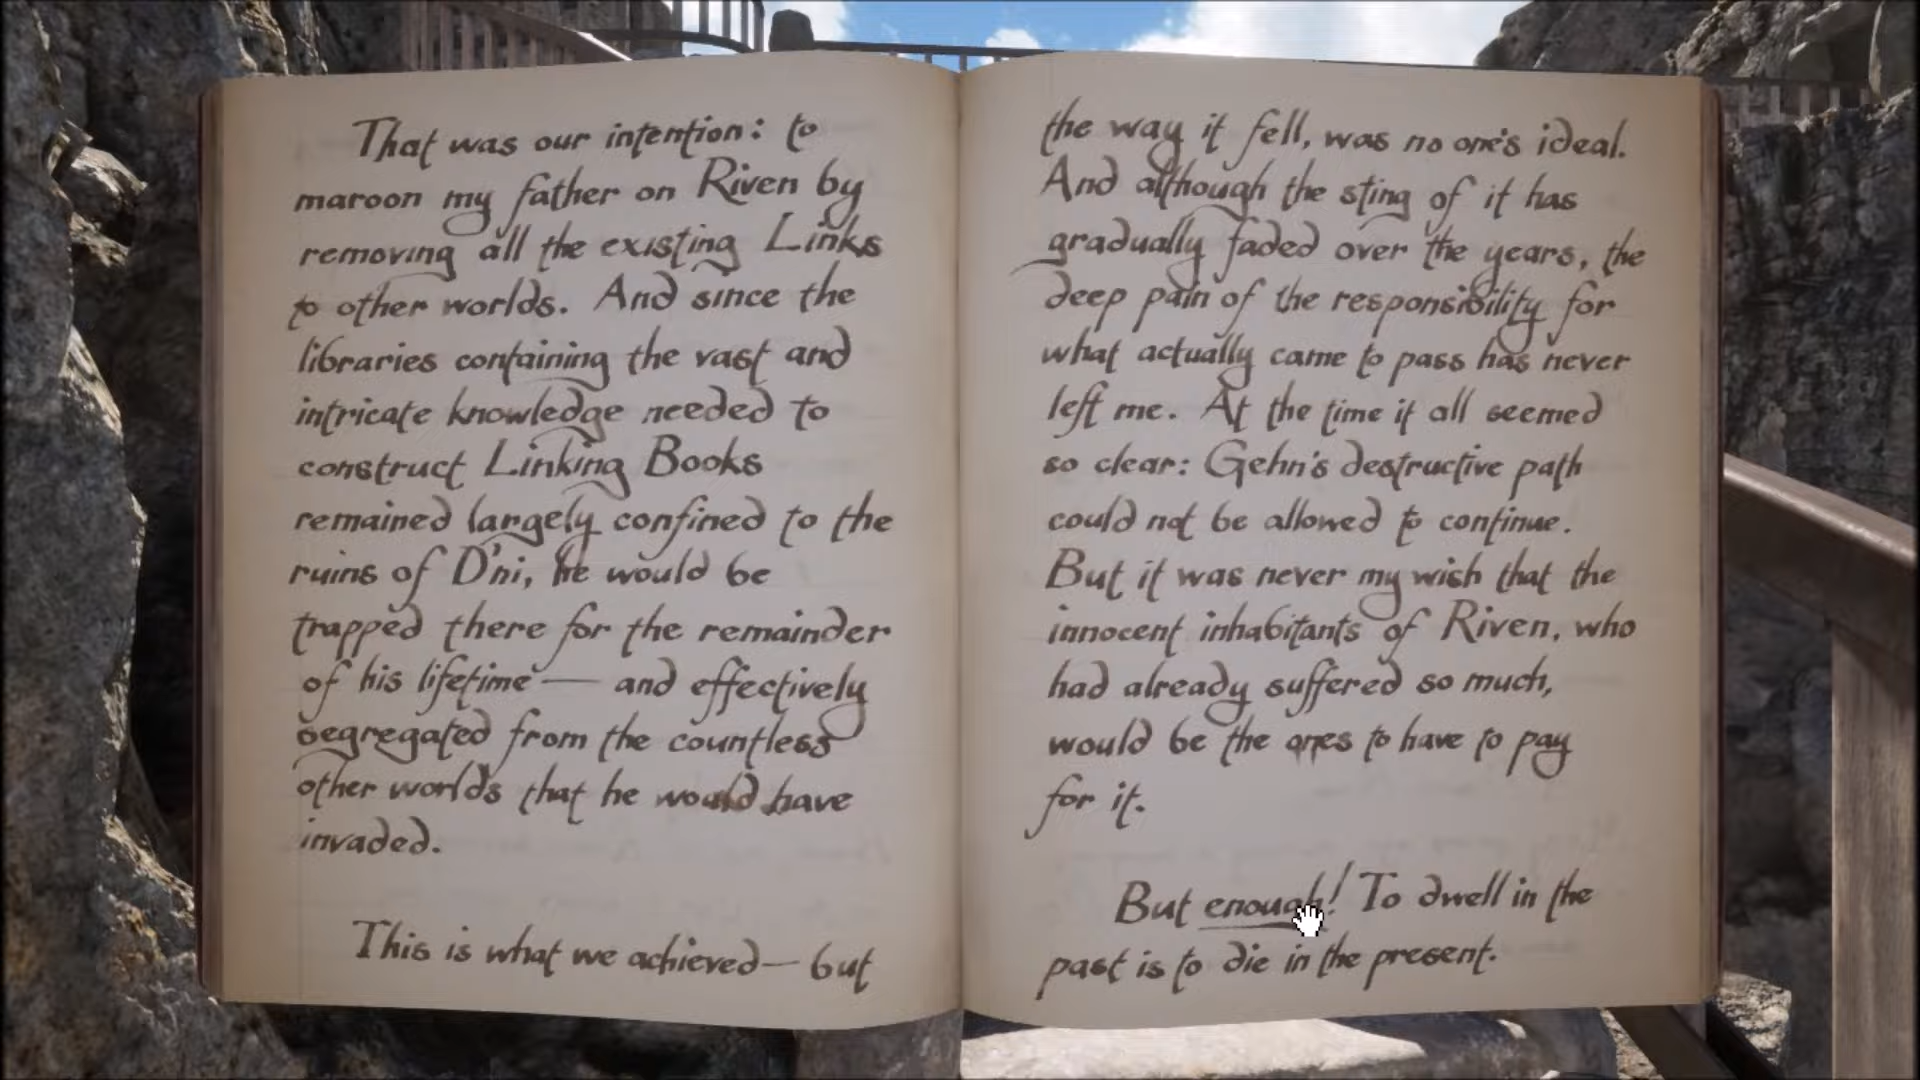 That was our intention: to
maroon my father on Riven by
removing all the existing Links
to other worlds. And since the
libraries containing the vast and
intricate knowledge needed to
construct Linking Books
remained largely confined to the
ruins of D'ni, he would be
trapped there for the remainder
of his lifetime — and effectively
segregated from the countless
other worlds that he would have
invaded.
This is what we achieved — but
the way it fell, was no one's ideal.
And although the sting of it has
gradually faded over the years, the
deep pain of the responsibility for
what actually came to pass has never
left me. At the time it all seemed
so clear: Gehn's destructive path
could not be allowed to continue.
But it was never my wish that the
innocent inhabitants of Riven, who
had already suffered so much,
would be the ones to have to pay
for it.
But enough! To dwell in the
past is to die in the present.